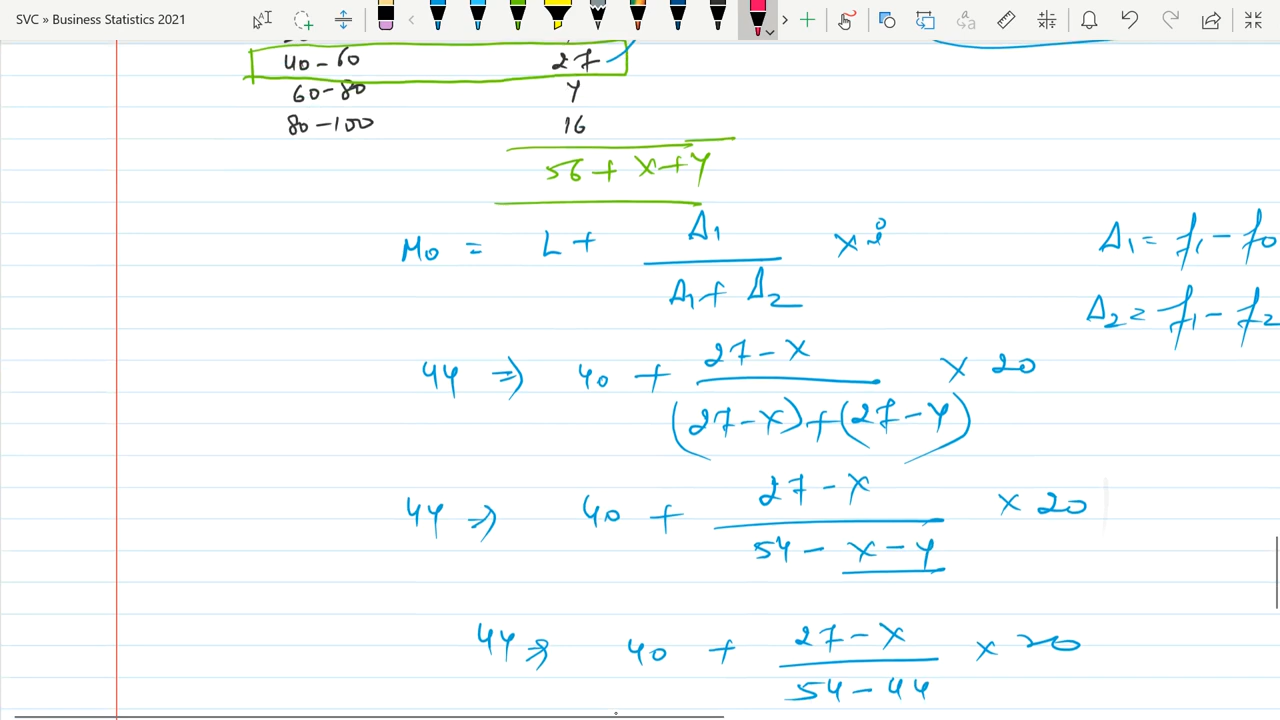 SVC » Business Statistics 2021
40 - 60 27
60-80 y
80-100 16
56 + x+y
Mo = L + Δ1 / Δ1 + Δ2 × i
Δ1 = f1 - f0
Δ2 = f1 - f2
44 ⇒ 40 + 27 - x / (27-x)+(27-y) × 20
44 ⇒ 40 + 27 - x / 54 - x - y × 20
44 ⇒ 40 + 27 - x / 54 - 44 × 20